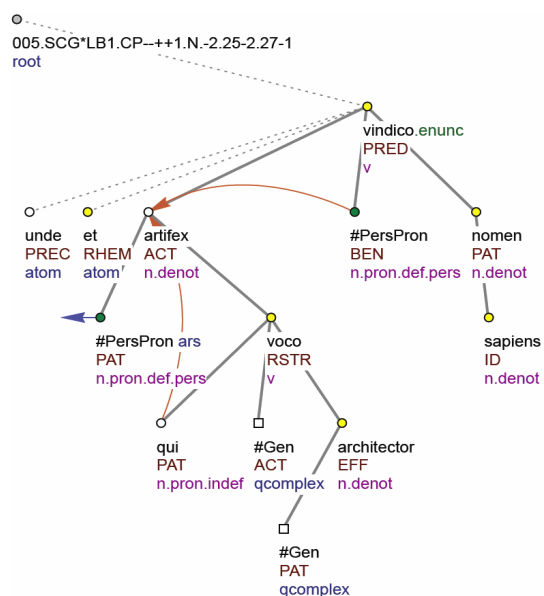 005.SCG*LB1.CP--++1.N.-2.25-2.27-1
root
vindico.enunc
PRED
v
unde et artifex #PersPron nomen
PREC RHEM ACT BEN PAT
atom atom n.denot n.pron.def.pers n.denot
#PersPron ars voco sapiens
PAT RSTR ID
n.pron.def.pers v n.denot
qui #Gen architector
PAT ACT EFF
n.pron.indef qcomplex n.denot
#Gen
PAT
qcomplex